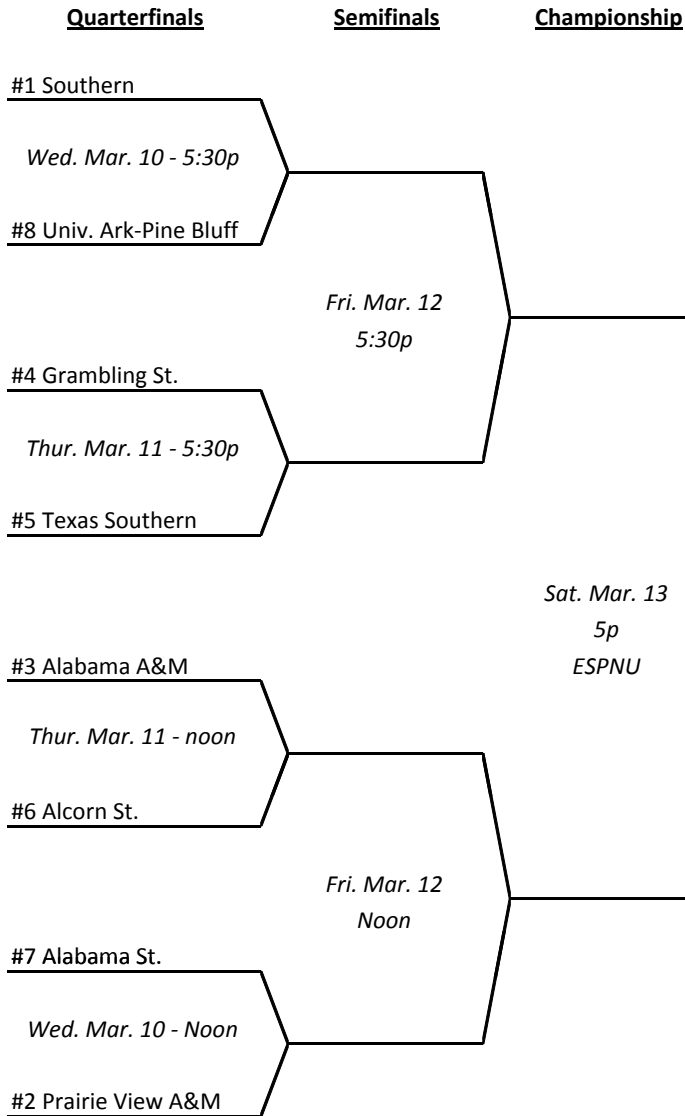 Quarterfinals Semifinals Championship
#1 Southern
Wed. Mar. 10 - 5:30p
#8 Univ. Ark-Pine Bluff
Fri. Mar. 12
5:30p
#4 Grambling St.
Thur. Mar. 11 - 5:30p
#5 Texas Southern
Sat. Mar. 13
5p
ESPNU
#3 Alabama A&M
Thur. Mar. 11 - noon
#6 Alcorn St.
Fri. Mar. 12
Noon
#7 Alabama St.
Wed. Mar. 10 - Noon
#2 Prairie View A&M